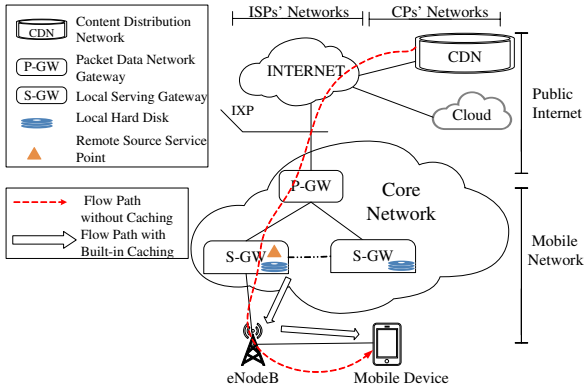 ISPs' Networks
CPs' Networks
CDN
Content Distribution
Network
P-GW
Packet Data Network
Gateway
S-GW
Local Serving Gateway
Local Hard Disk
Remote Source Service
Point
INTERNET
CDN
IXP
Cloud
Public
Internet
P-GW
Core
Network
Flow Path
without Caching
Flow Path with
Built-in Caching
S-GW
S-GW
Mobile
Network
eNodeB
Mobile Device